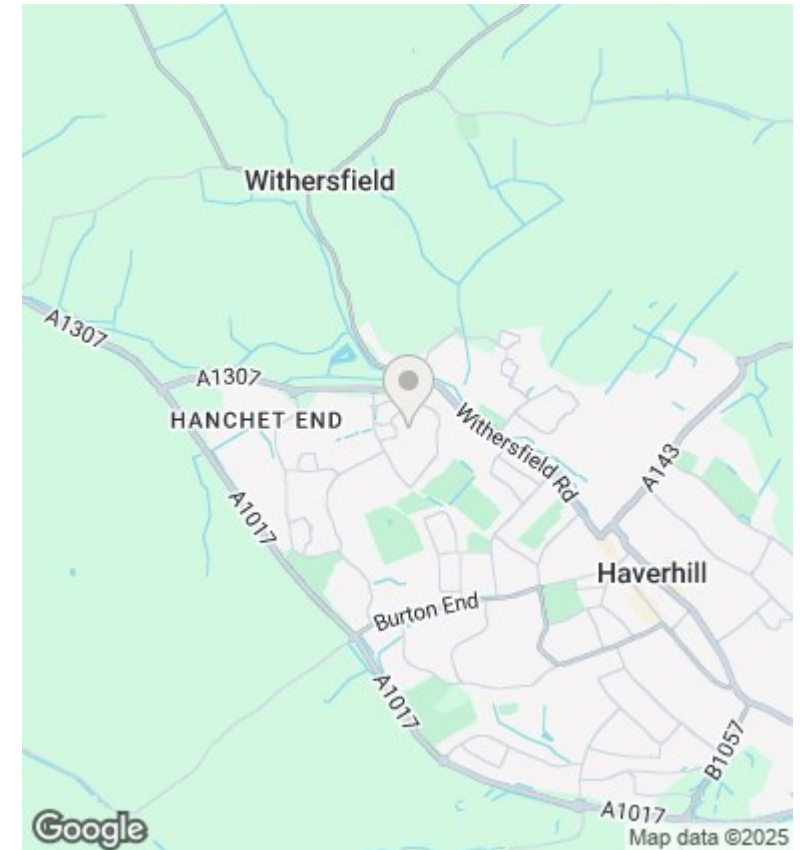 Withersfield
A1307
A1307
HANCHET END
Withersfield Rd
A143
A1017
Haverhill
Burton End
A1017
B1057
A1017
Google
Map data ©2025